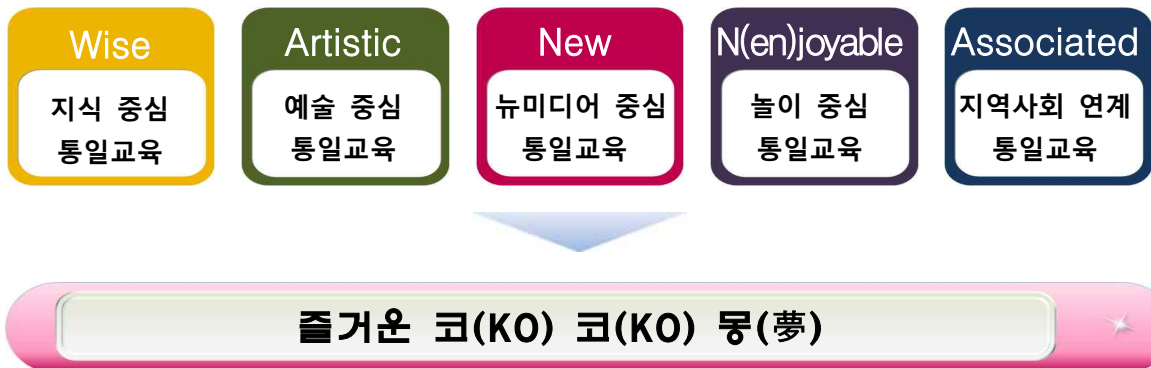 Wise
지식 중심
통일교육
Artistic
예술 중심
통일교육
New
뉴미디어 중심
통일교육
N(en)joyable
놀이 중심
통일교육
Associated
지역사회 연계
통일교육
즐거운 코(KO) 코(KO) 몽(夢)